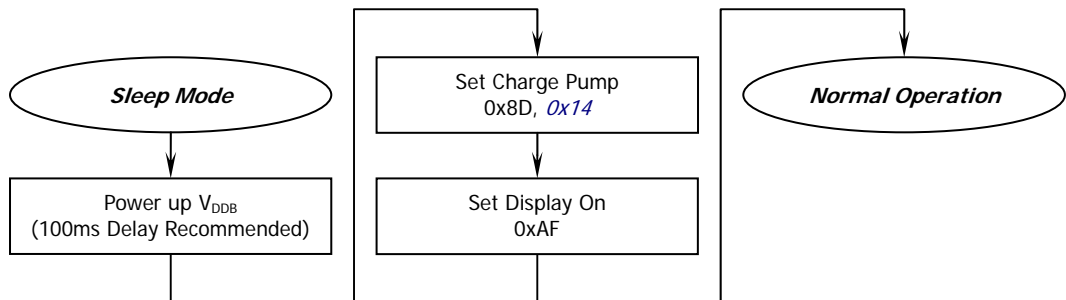 Sleep Mode
Power up VDDB
(100ms Delay Recommended)
Set Charge Pump
0x8D, 0x14
Set Display On
0xAF
Normal Operation